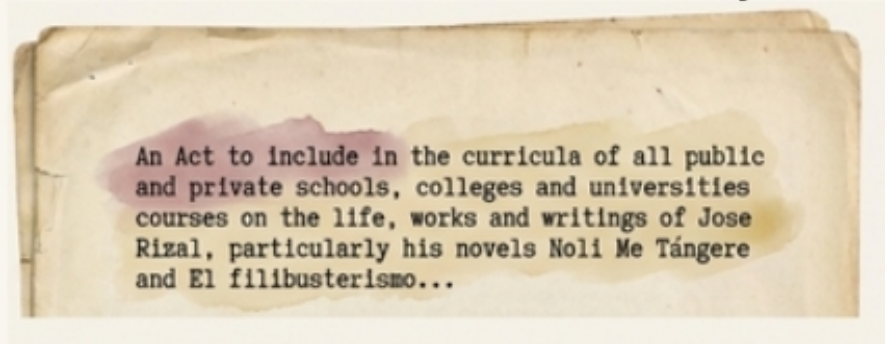 An Act to include in the curricula of all public
and private schools, colleges and universities
courses on the life, works and writings of Jose
Rizal, particularly his novels Noli Me Tángere
and El filibusterismo...